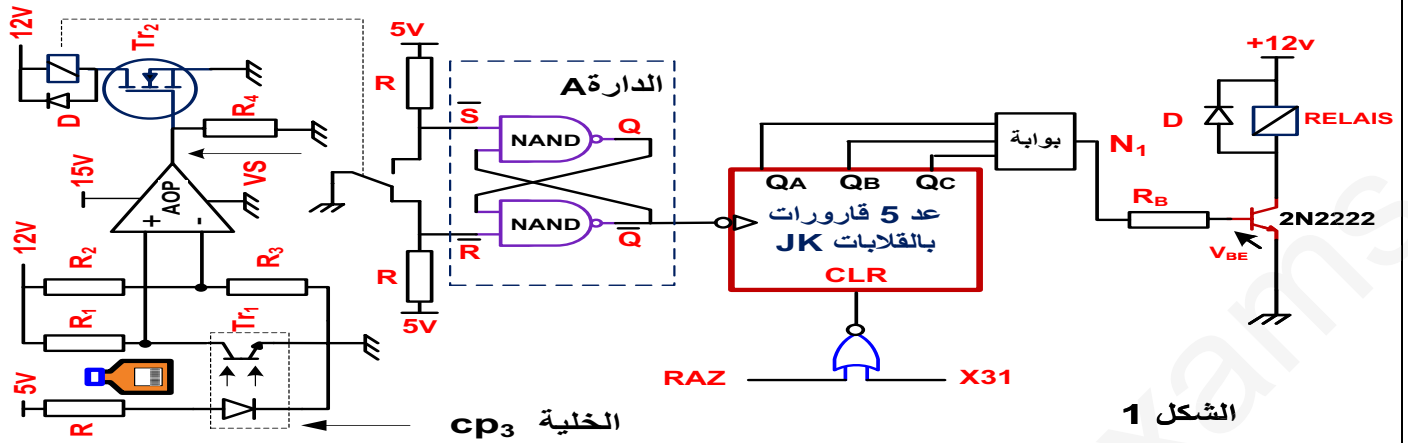 12V
Tr2
D
R4
15V
AOP
+
-
VS
12V
R2
R3
R1
Tr1
5V
R
الخلية cp3
5V
R
S
R
R
5V
الدارة A
NAND
Q
NAND
Q
QA QB QC
عد 5 قارورات
بالقلابات JK
CLR
RAZ
X31
بوابة
N1
+12v
D
RELAIS
RB
2N2222
VBE
الشكل 1
xams